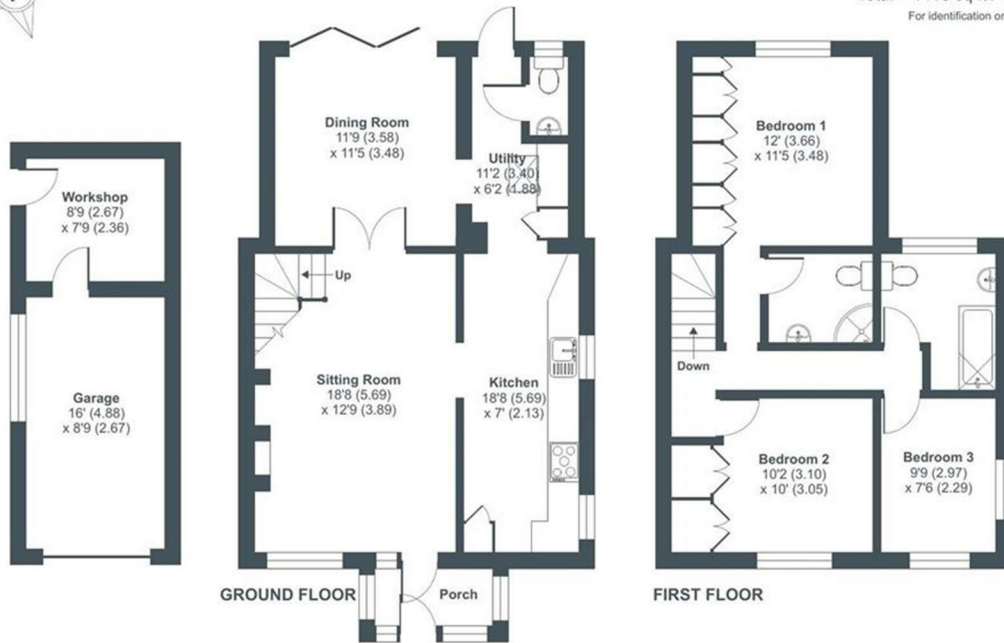 For identification on
Dining Room
11'9 (3.58)
x 11'5 (3.48)
Utility
11'2 (3.40)
x 6'2 (1.88)
Bedroom 1
12' (3.66)
x 11'5 (3.48)
Workshop
8'9 (2.67)
x 7'9 (2.36)
Up
Garage
16' (4.88)
x 8'9 (2.67)
Sitting Room
18'8 (5.69)
x 12'9 (3.89)
Kitchen
18'8 (5.69)
x 7' (2.13)
Down
Bedroom 2
10'2 (3.10)
x 10' (3.05)
Bedroom 3
9'9 (2.97)
x 7'6 (2.29)
GROUND FLOOR
Porch
FIRST FLOOR